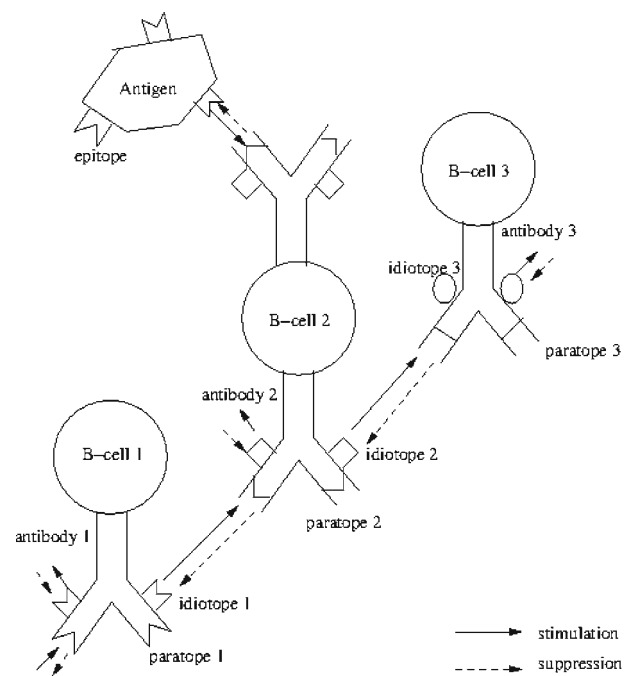 Antigen
epitope
B-cell 3
antibody 3
idiotope 3
paratope 3
B-cell 2
antibody 2
idiotope 2
paratope 2
B-cell 1
antibody 1
idiotope 1
paratope 1
stimulation
suppression